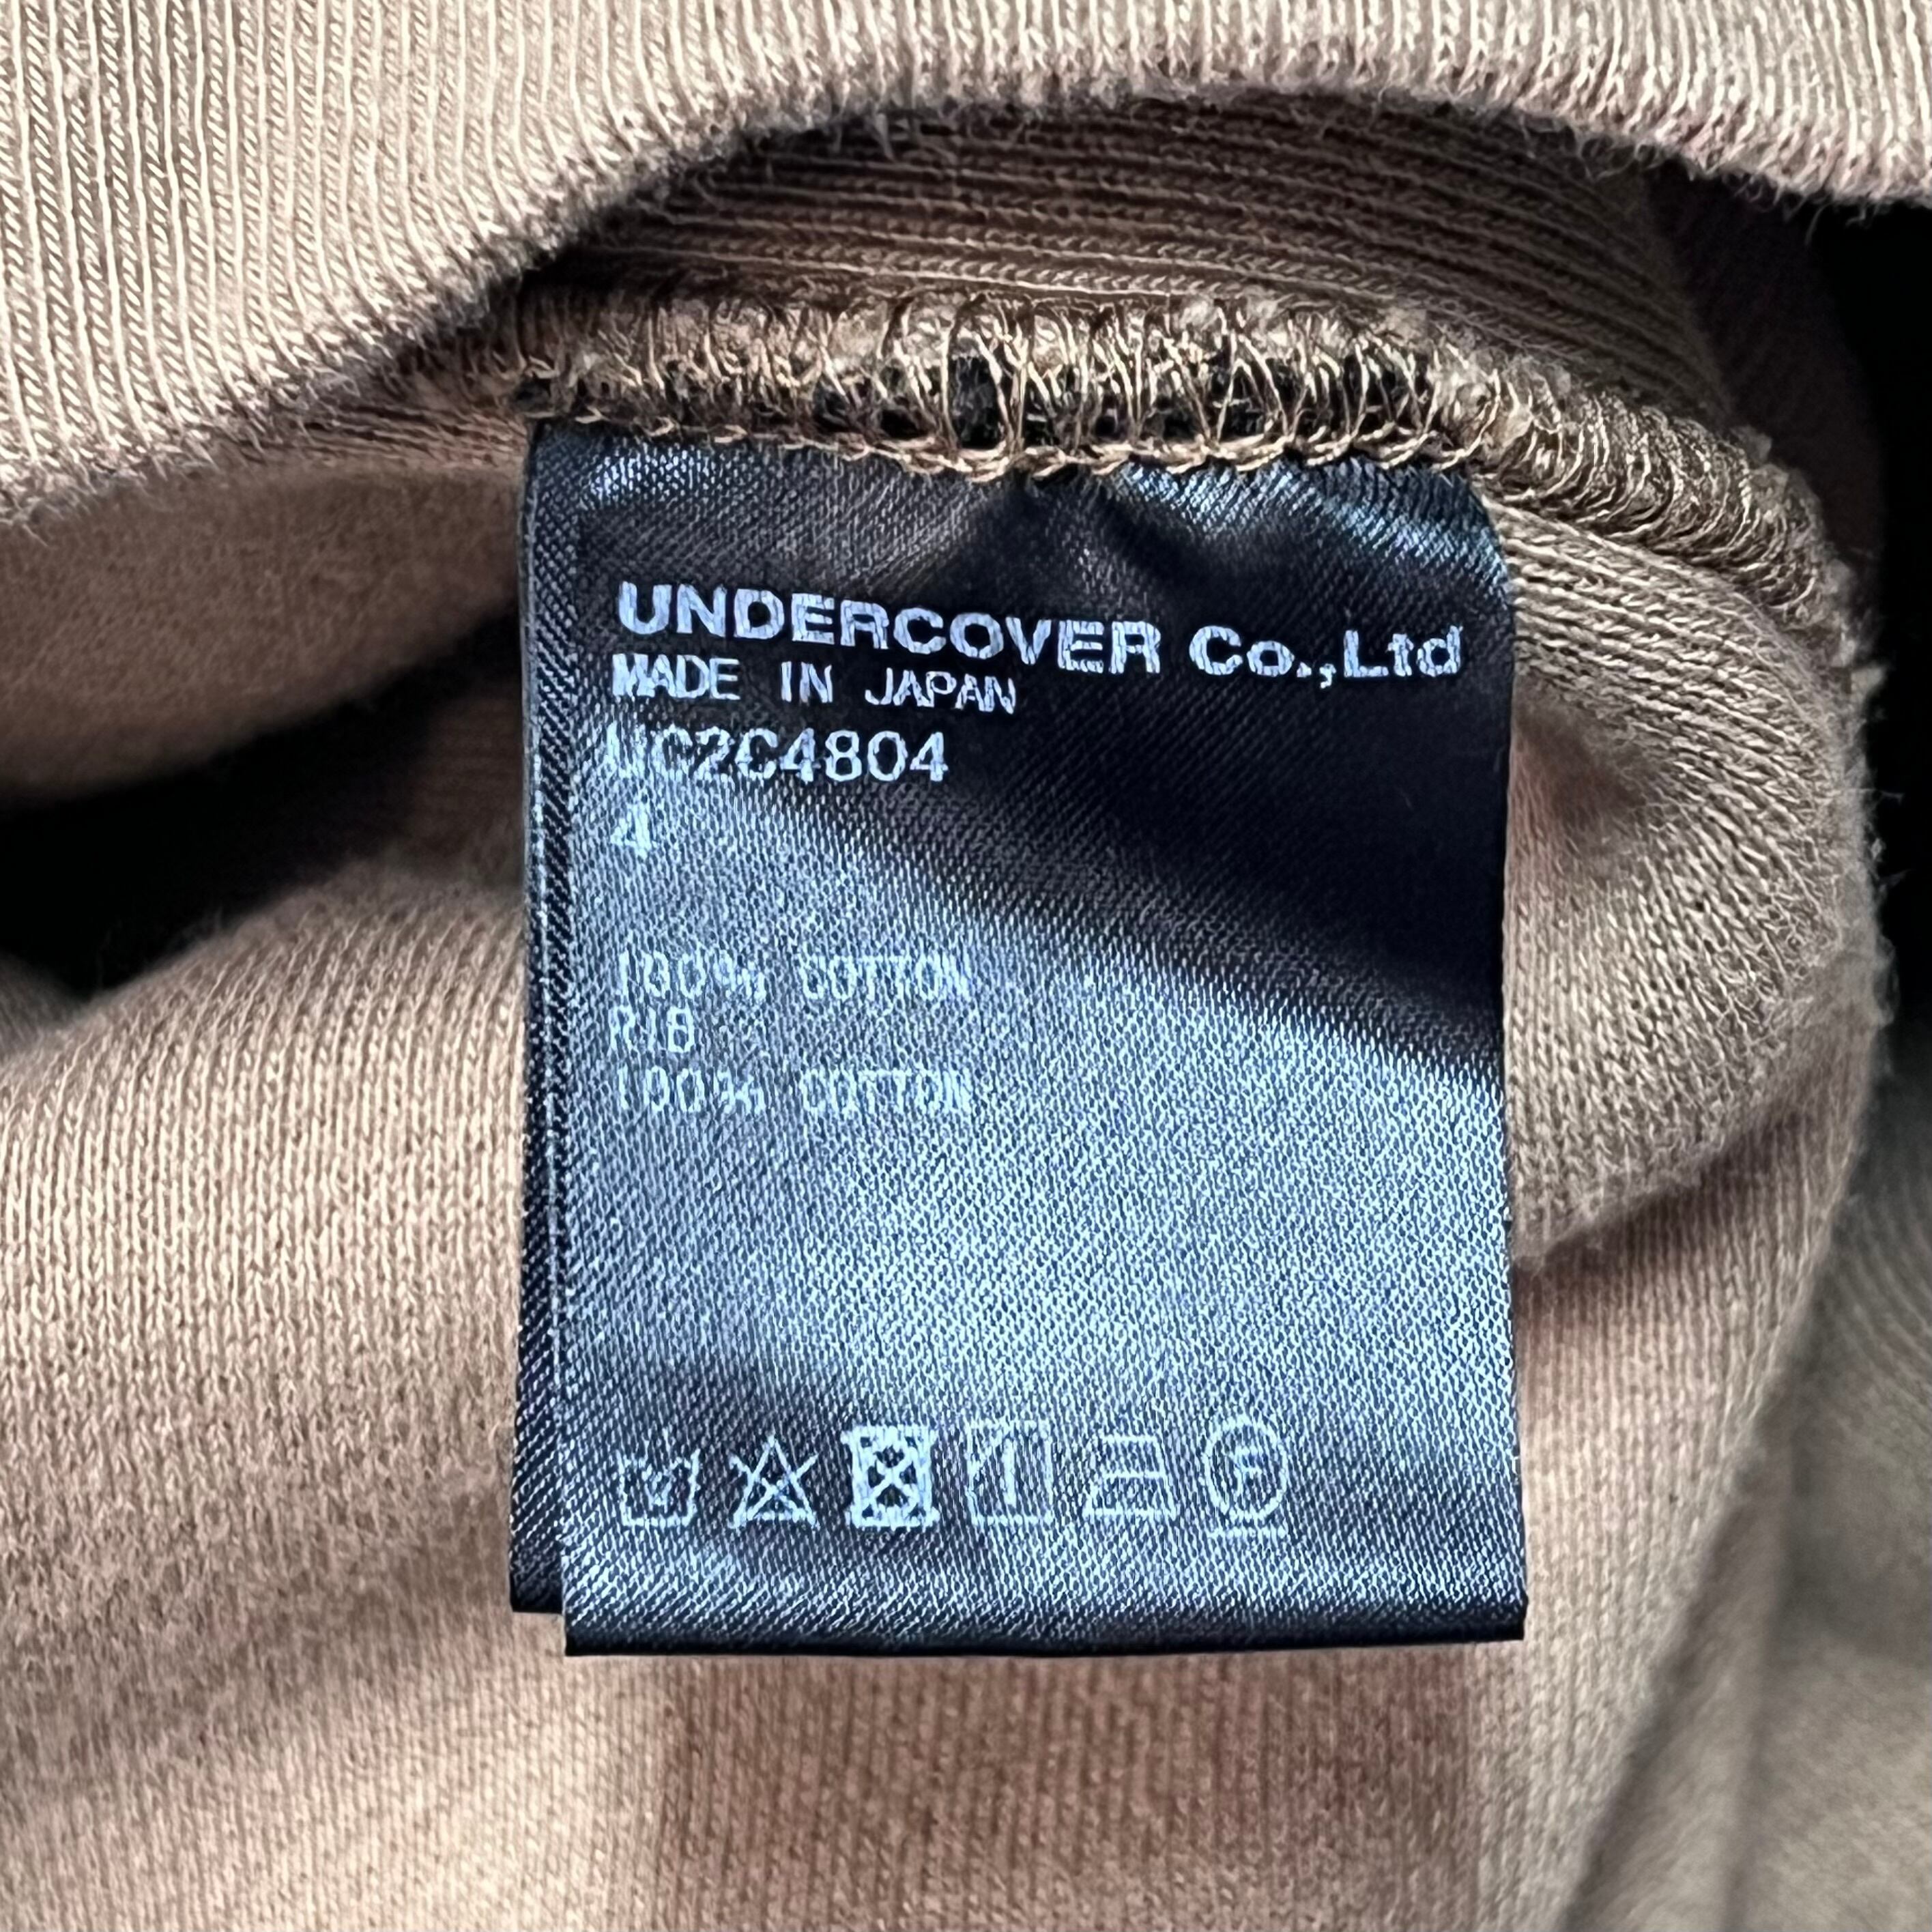 UNDERCOVER Co.,Ltd
MADE IN JAPAN
UC2C4804
4
100% COTTON
RIB
100% COTTON
F